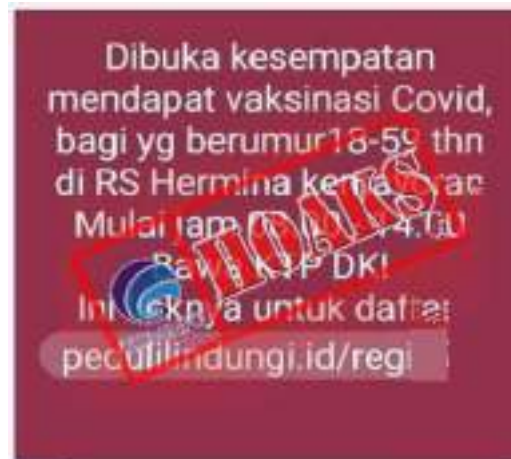 Dibuka kesempatan
mendapat vaksinasi Covid,
bagi yg berumur18-59 thn
di RS Hermina
Mulai jam
Bawa KTP DKI
untuk daftar
pedulilindungi.id/regi
HOAKS